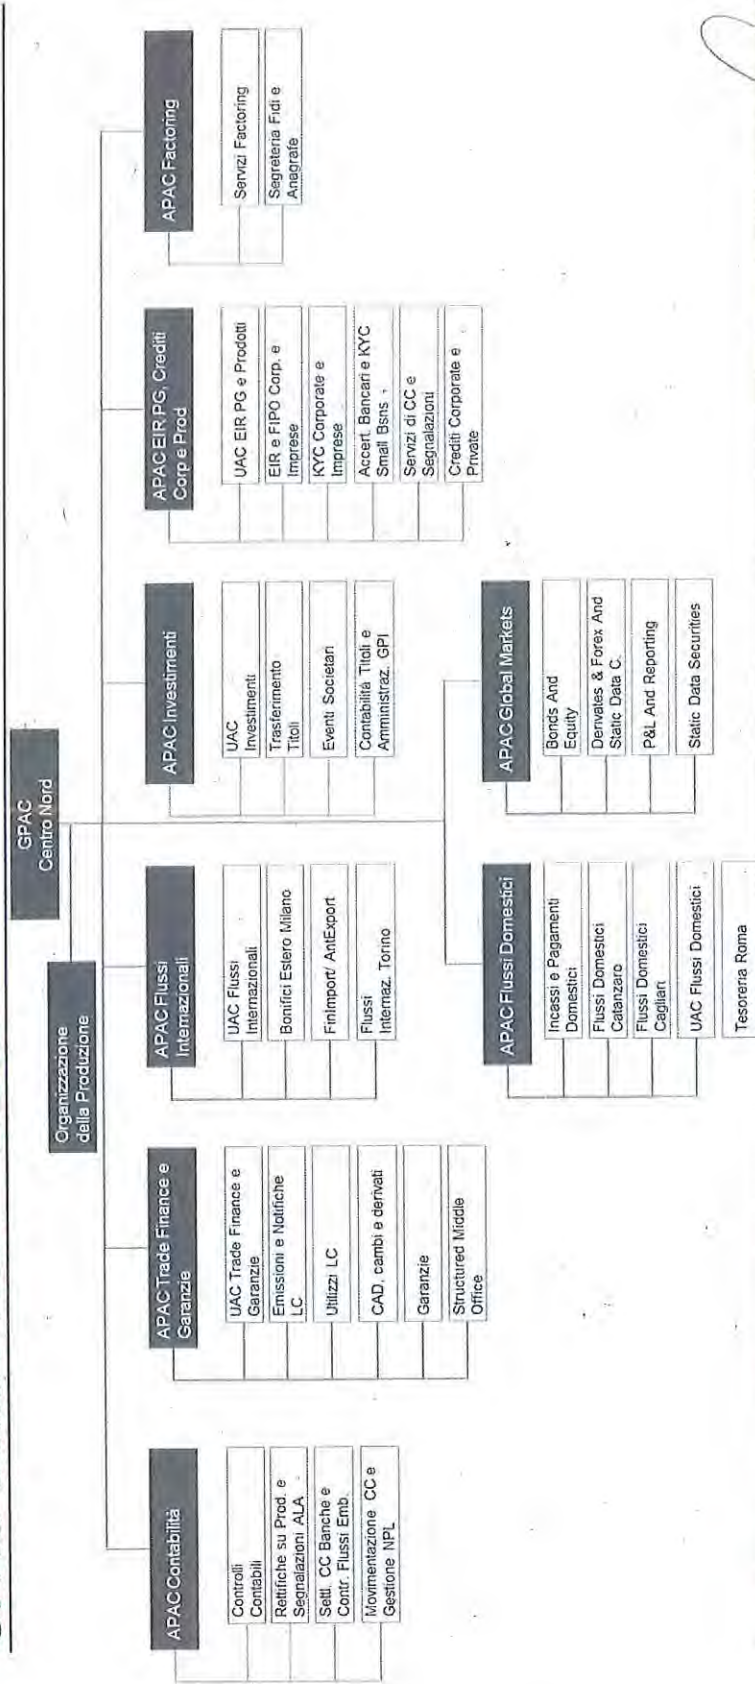 GPAC
Centro Nord
Organizzazione
della Produzione
APAC Contabilità
Controlli
Contabili
Rettifiche su Prod. e
Segnalazioni ALA
Settl. CC Banche e
Contr. Flussi Emb.
Movimentazione CC e
Gestione NPL
APAC Trade Finance e
Garanzie
UAC Trade Finance e
Garanzie
Emissioni e Notifiche
LC
Utilizzi LC
CAD, cambi e derivati
Garanzie
Structured Middle
Office
APAC Flussi
Internazionali
UAC Flussi
Internazionali
Bonifici Estero Milano
FinImport/ AntExport
Flussi
Internaz. Torino
APAC Investimenti
UAC
Investimenti
Trasferimento
Titoli
Eventi Societari
Contabilità Titoli e
Amministraz. GPI
APAC EIR PG, Crediti
Corp e Prod
UAC EIR PG e Prodotti
EIR e FIPO Corp. e
Imprese
KYC Corporate e
Imprese
Accert. Bancari e KYC
Small Bsns
Servizi di CC e
Segnalazioni
Crediti Corporate e
Private
APAC Factoring
Servizi Factoring
Segreteria Fidi e
Anagrafe
APAC Flussi Domestici
Incassi e Pagamenti
Domestici
Flussi Domestici
Catanzaro
Flussi Domestici
Cagliari
UAC Flussi Domestici
Tesoreria Roma
APAC Global Markets
Bonds And
Equity
Derivates & Forex And
Static Data C.
P&L And Reporting
Static Data Securities